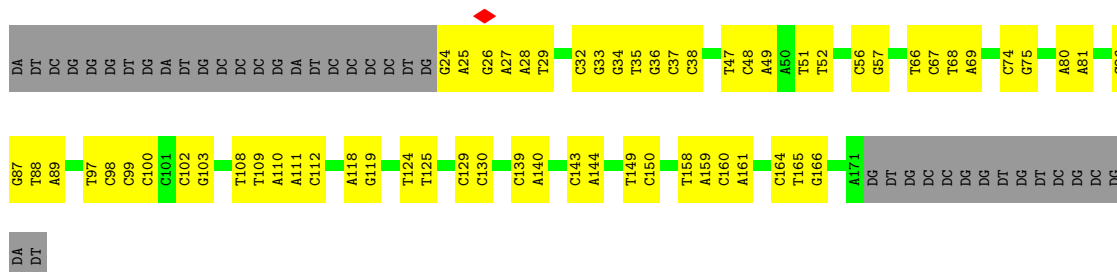 DA DT DC DG DG DG DT DG DA DT DG DC DC DC DG DA DT DC DC DC DC DT DG G24 A25 G26 A27 A28 T29 C32 G33 G34 T35 G36 C37 C38 T47 C48 A49 A50 T51 T52 C56 G57 T66 C67 T68 A69 C74 G75 A80 A81
G87 T88 A89 T97 C98 C99 C100 C101 C102 G103 T108 T109 A110 A111 C112 A118 G119 T124 T125 C129 C130 C139 A140 C143 A144 T149 C150 T158 A159 C160 A161 C164 T165 G166 A171 DG DT DG DC DC DG DG DT DG DT DC DG DC DG
DA DT